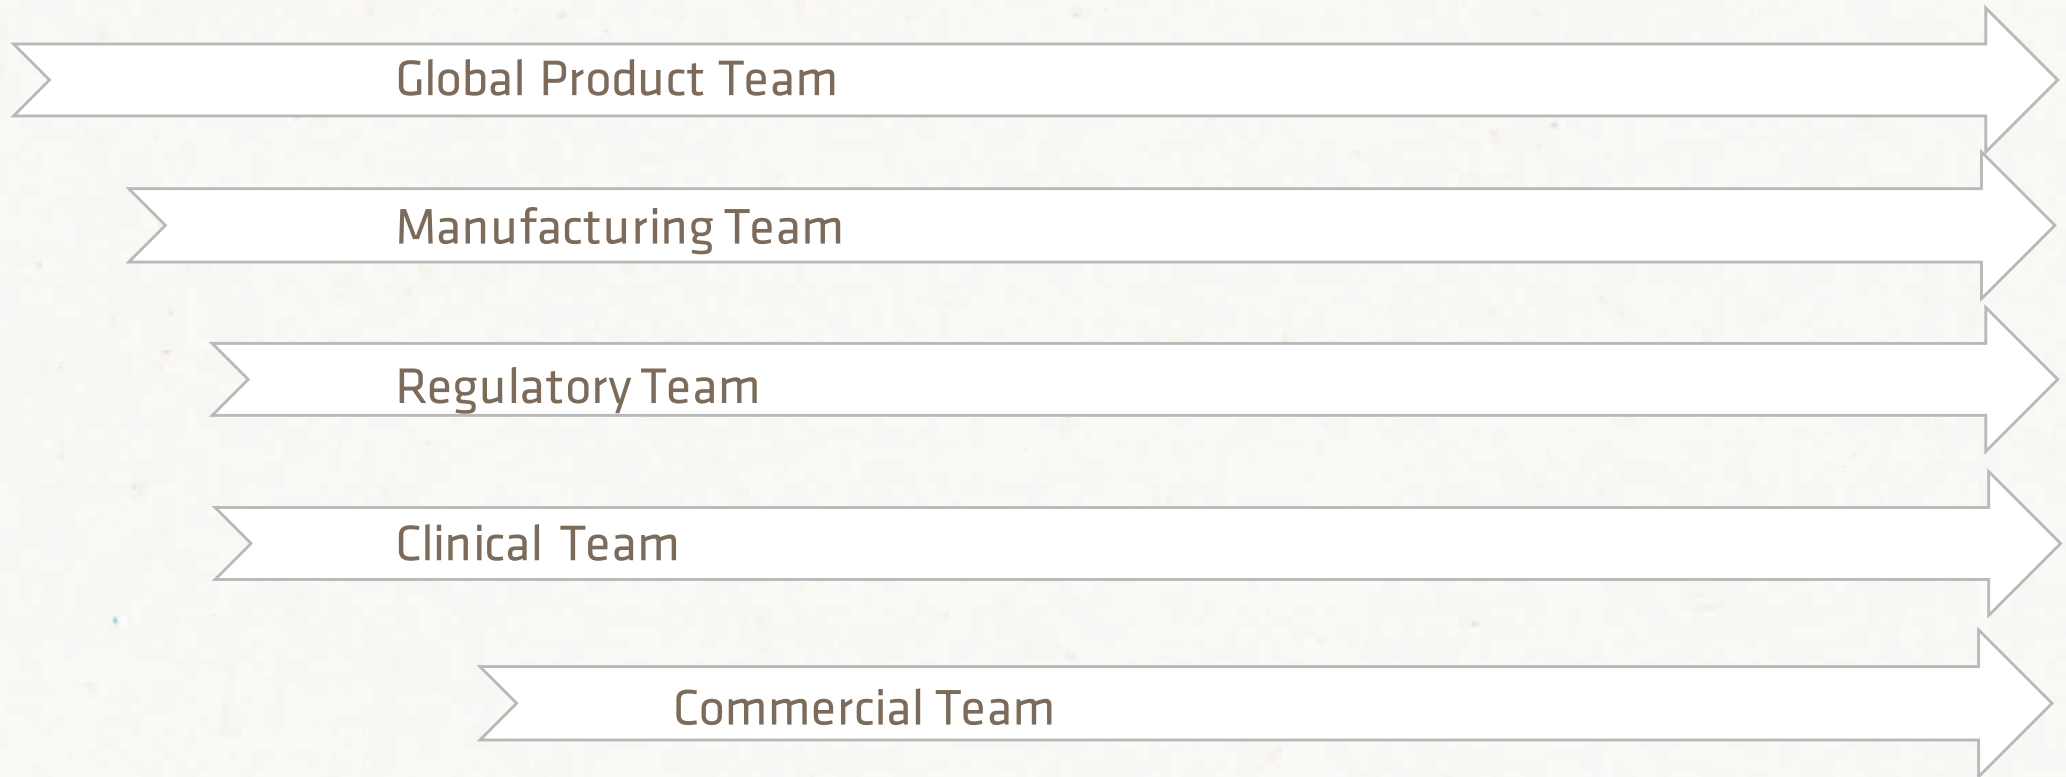 Global Product Team
Manufacturing Team
Regulatory Team
Clinical Team
Commercial Team